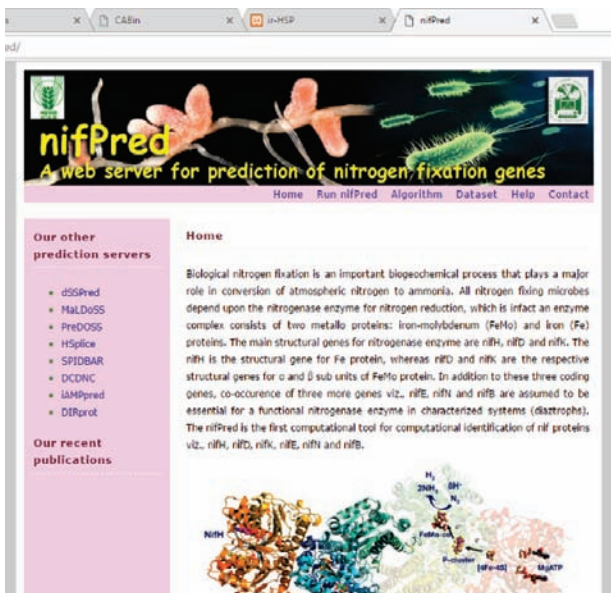 CABin
ir-HSP
nifPred
ed/
nifPred
A web server for prediction of nitrogen fixation genes
Home Run nifPred Algorithm Dataset Help Contact
Our other
prediction servers
dSSPred
MaLDoSS
PreDOSS
HSplice
SPIDBAR
DCDNC
iAMPpred
DIRprot
Our recent
publications
Home
Biological nitrogen fixation is an important biogeochemical process that plays a major
role in conversion of atmospheric nitrogen to ammonia. All nitrogen fixing microbes
depend upon the nitrogenase enzyme for nitrogen reduction, which is infact an enzyme
complex consists of two metallo proteins: iron-molybdenum (FeMo) and iron (Fe)
proteins. The main structural genes for nitrogenase enzyme are nifH, nifD and nifK. The
nifH is the structural gene for Fe protein, whereas nifD and nifK are the respective
structural genes for α and β sub units of FeMo protein. In addition to these three coding
genes, co-occurence of three more genes viz., nifE, nifN and nifB are assumed to be
essential for a functional nitrogenase enzyme in characterized systems (diaztrophs).
The nifPred is the first computational tool for computational identification of nif proteins
viz., nifH, nifD, nifK, nifE, nifN and nifB.
H₂
2NH₃ 8H⁺
N₂
NifH
FeMo-co
P-cluster
[4Fe-4S]
MgATP